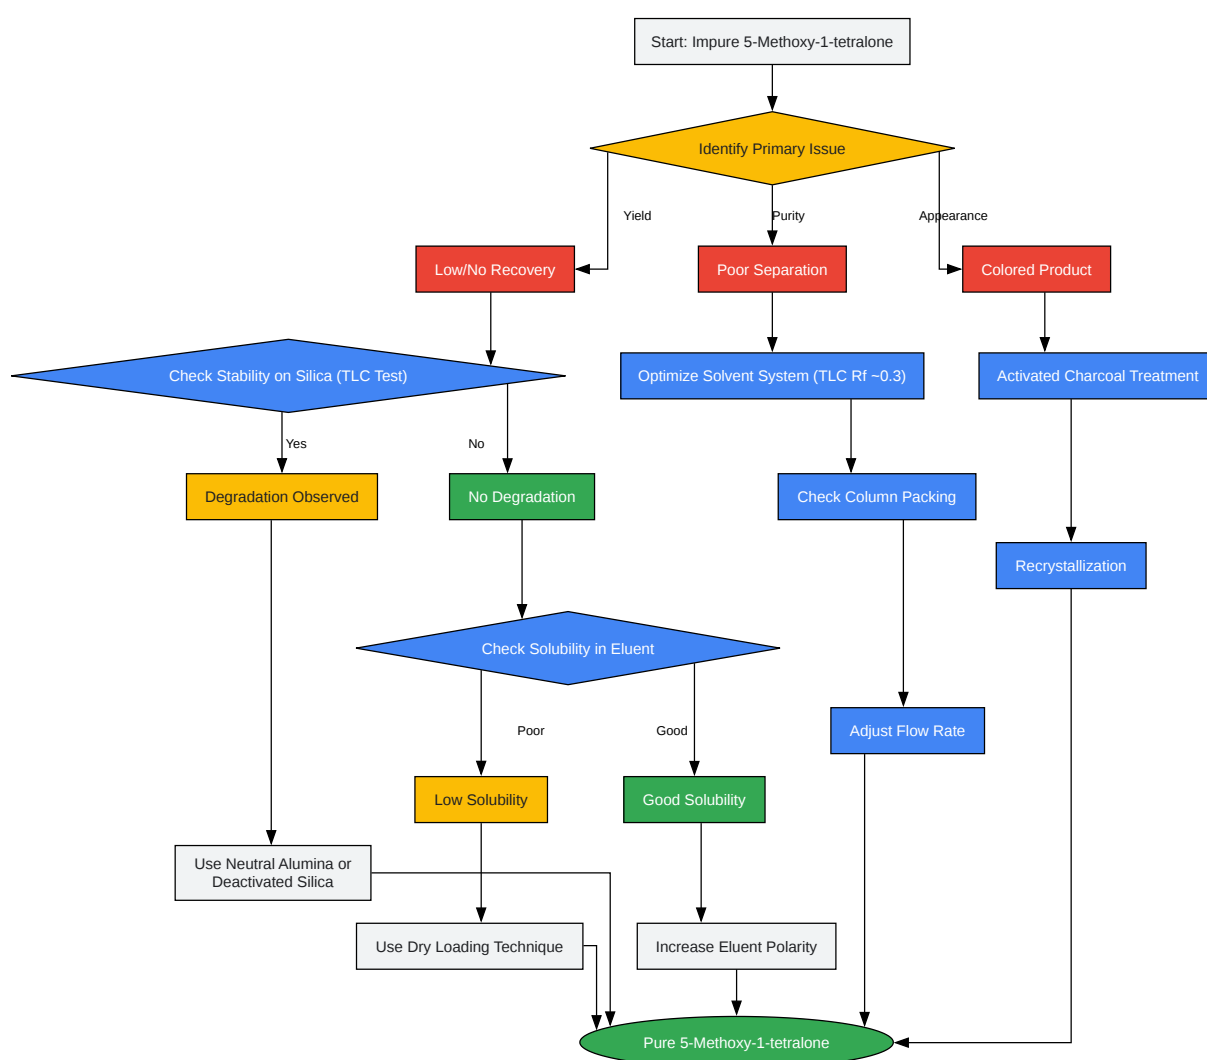 Start: Impure 5-Methoxy-1-tetralone
Identify Primary Issue
Yield
Purity
Appearance
Low/No Recovery
Poor Separation
Colored Product
Check Stability on Silica (TLC Test)
Optimize Solvent System (TLC Rf ~0.3)
Activated Charcoal Treatment
Yes
No
Degradation Observed
No Degradation
Check Column Packing
Recrystallization
Check Solubility in Eluent
Poor
Good
Adjust Flow Rate
Low Solubility
Good Solubility
Use Neutral Alumina or
Deactivated Silica
Use Dry Loading Technique
Increase Eluent Polarity
Pure 5-Methoxy-1-tetralone